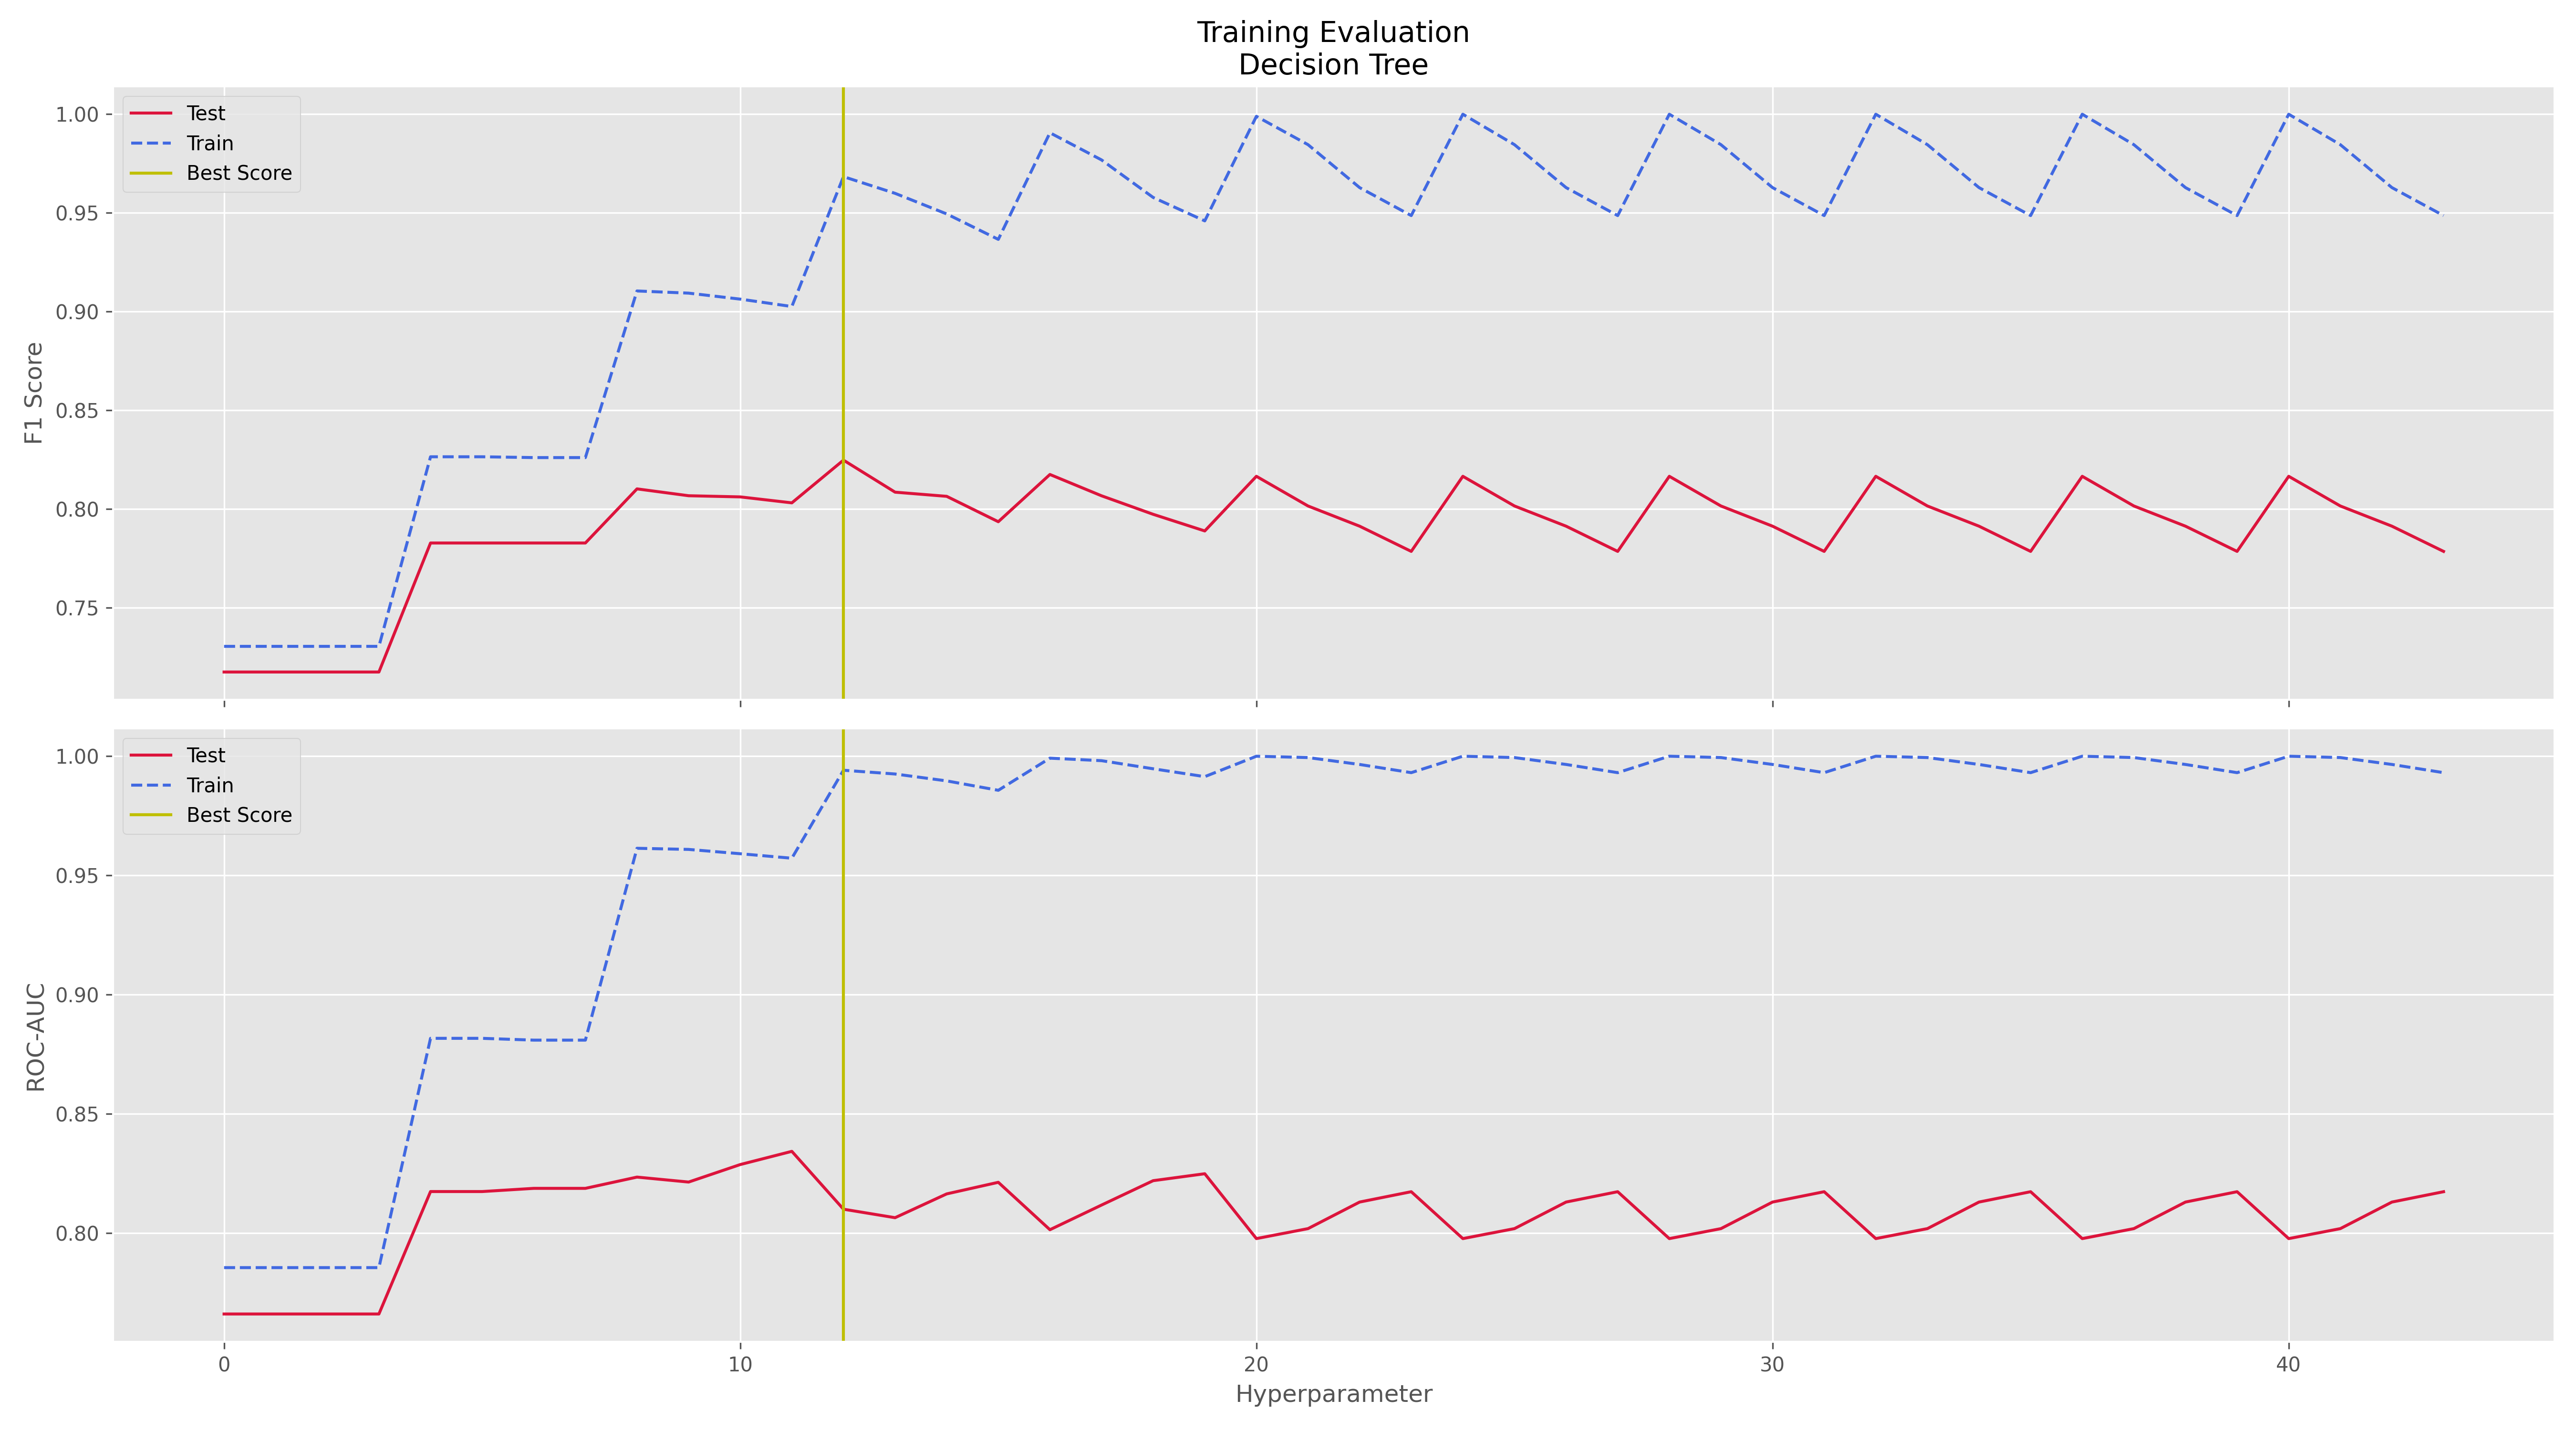 Training Evaluation
Decision Tree
Test
Train
Best Score
1.00
0.95
0.90
0.85
0.80
0.75
F1 Score
Test
Train
Best Score
1.00
0.95
0.90
0.85
0.80
ROC-AUC
0 10 20 30 40
Hyperparameter